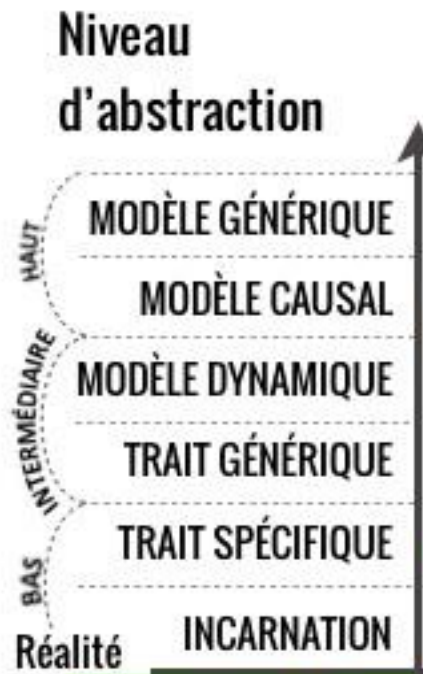 Niveau
d'abstraction
HAUT
MODÈLE GÉNÉRIQUE
MODÈLE CAUSAL
INTERMÉDIAIRE
MODÈLE DYNAMIQUE
TRAIT GÉNÉRIQUE
BAS
TRAIT SPÉCIFIQUE
INCARNATION
Réalité